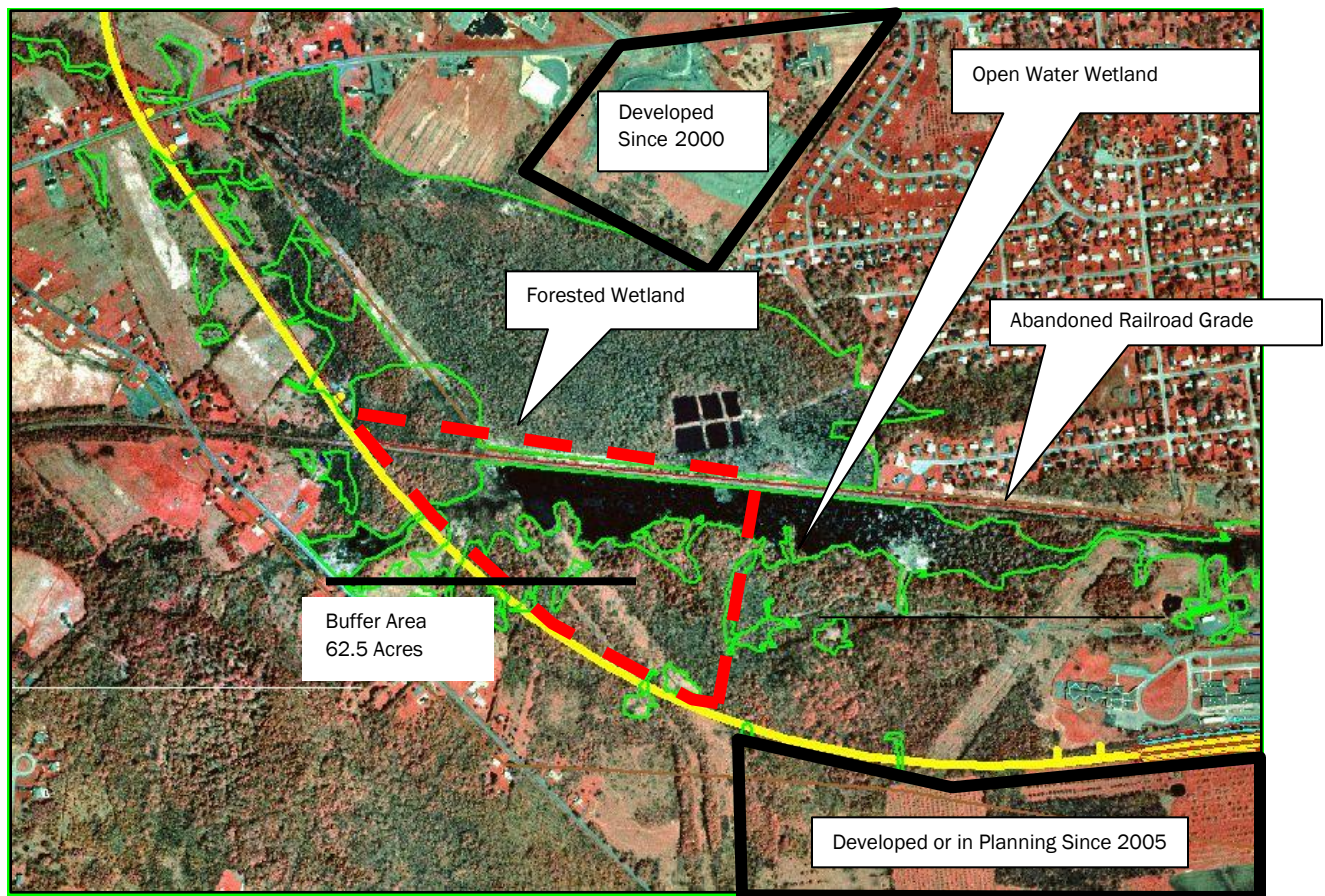 Open Water Wetland
Developed
Since 2000
Forested Wetland
Abandoned Railroad Grade
Buffer Area
62.5 Acres
Developed or in Planning Since 2005